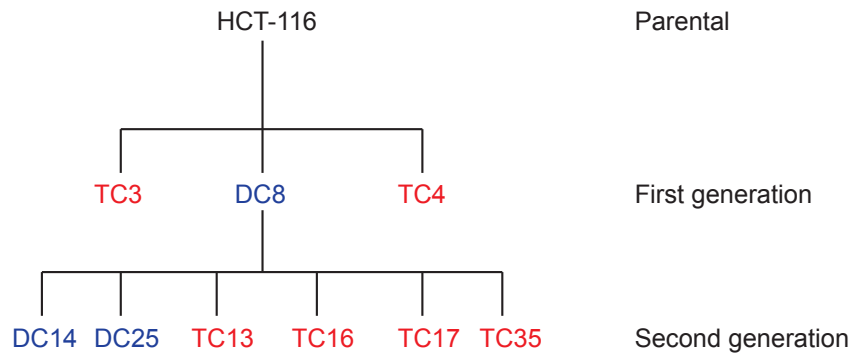 HCT-116 Parental
TC3 DC8 TC4 First generation
DC14 DC25 TC13 TC16 TC17 TC35 Second generation